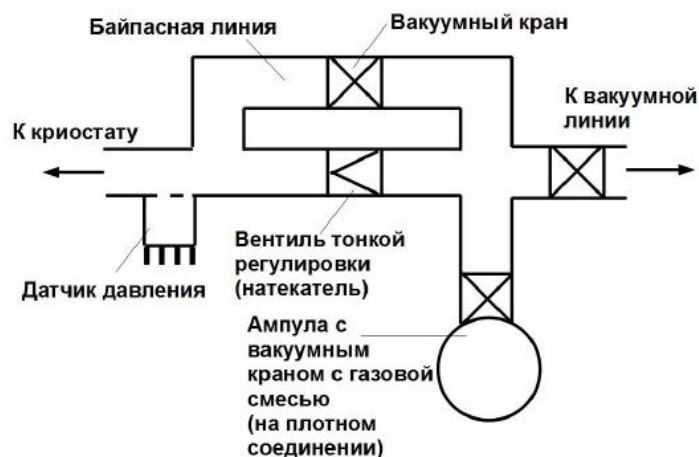 Байпасная линия
Вакуумный кран
К криостату
К вакуумной
линии
Датчик давления
Вентиль тонкой
регулировки
(натекатель)
Ампула с
вакуумным
краном с газовой
смесью
(на плотном
соединении)